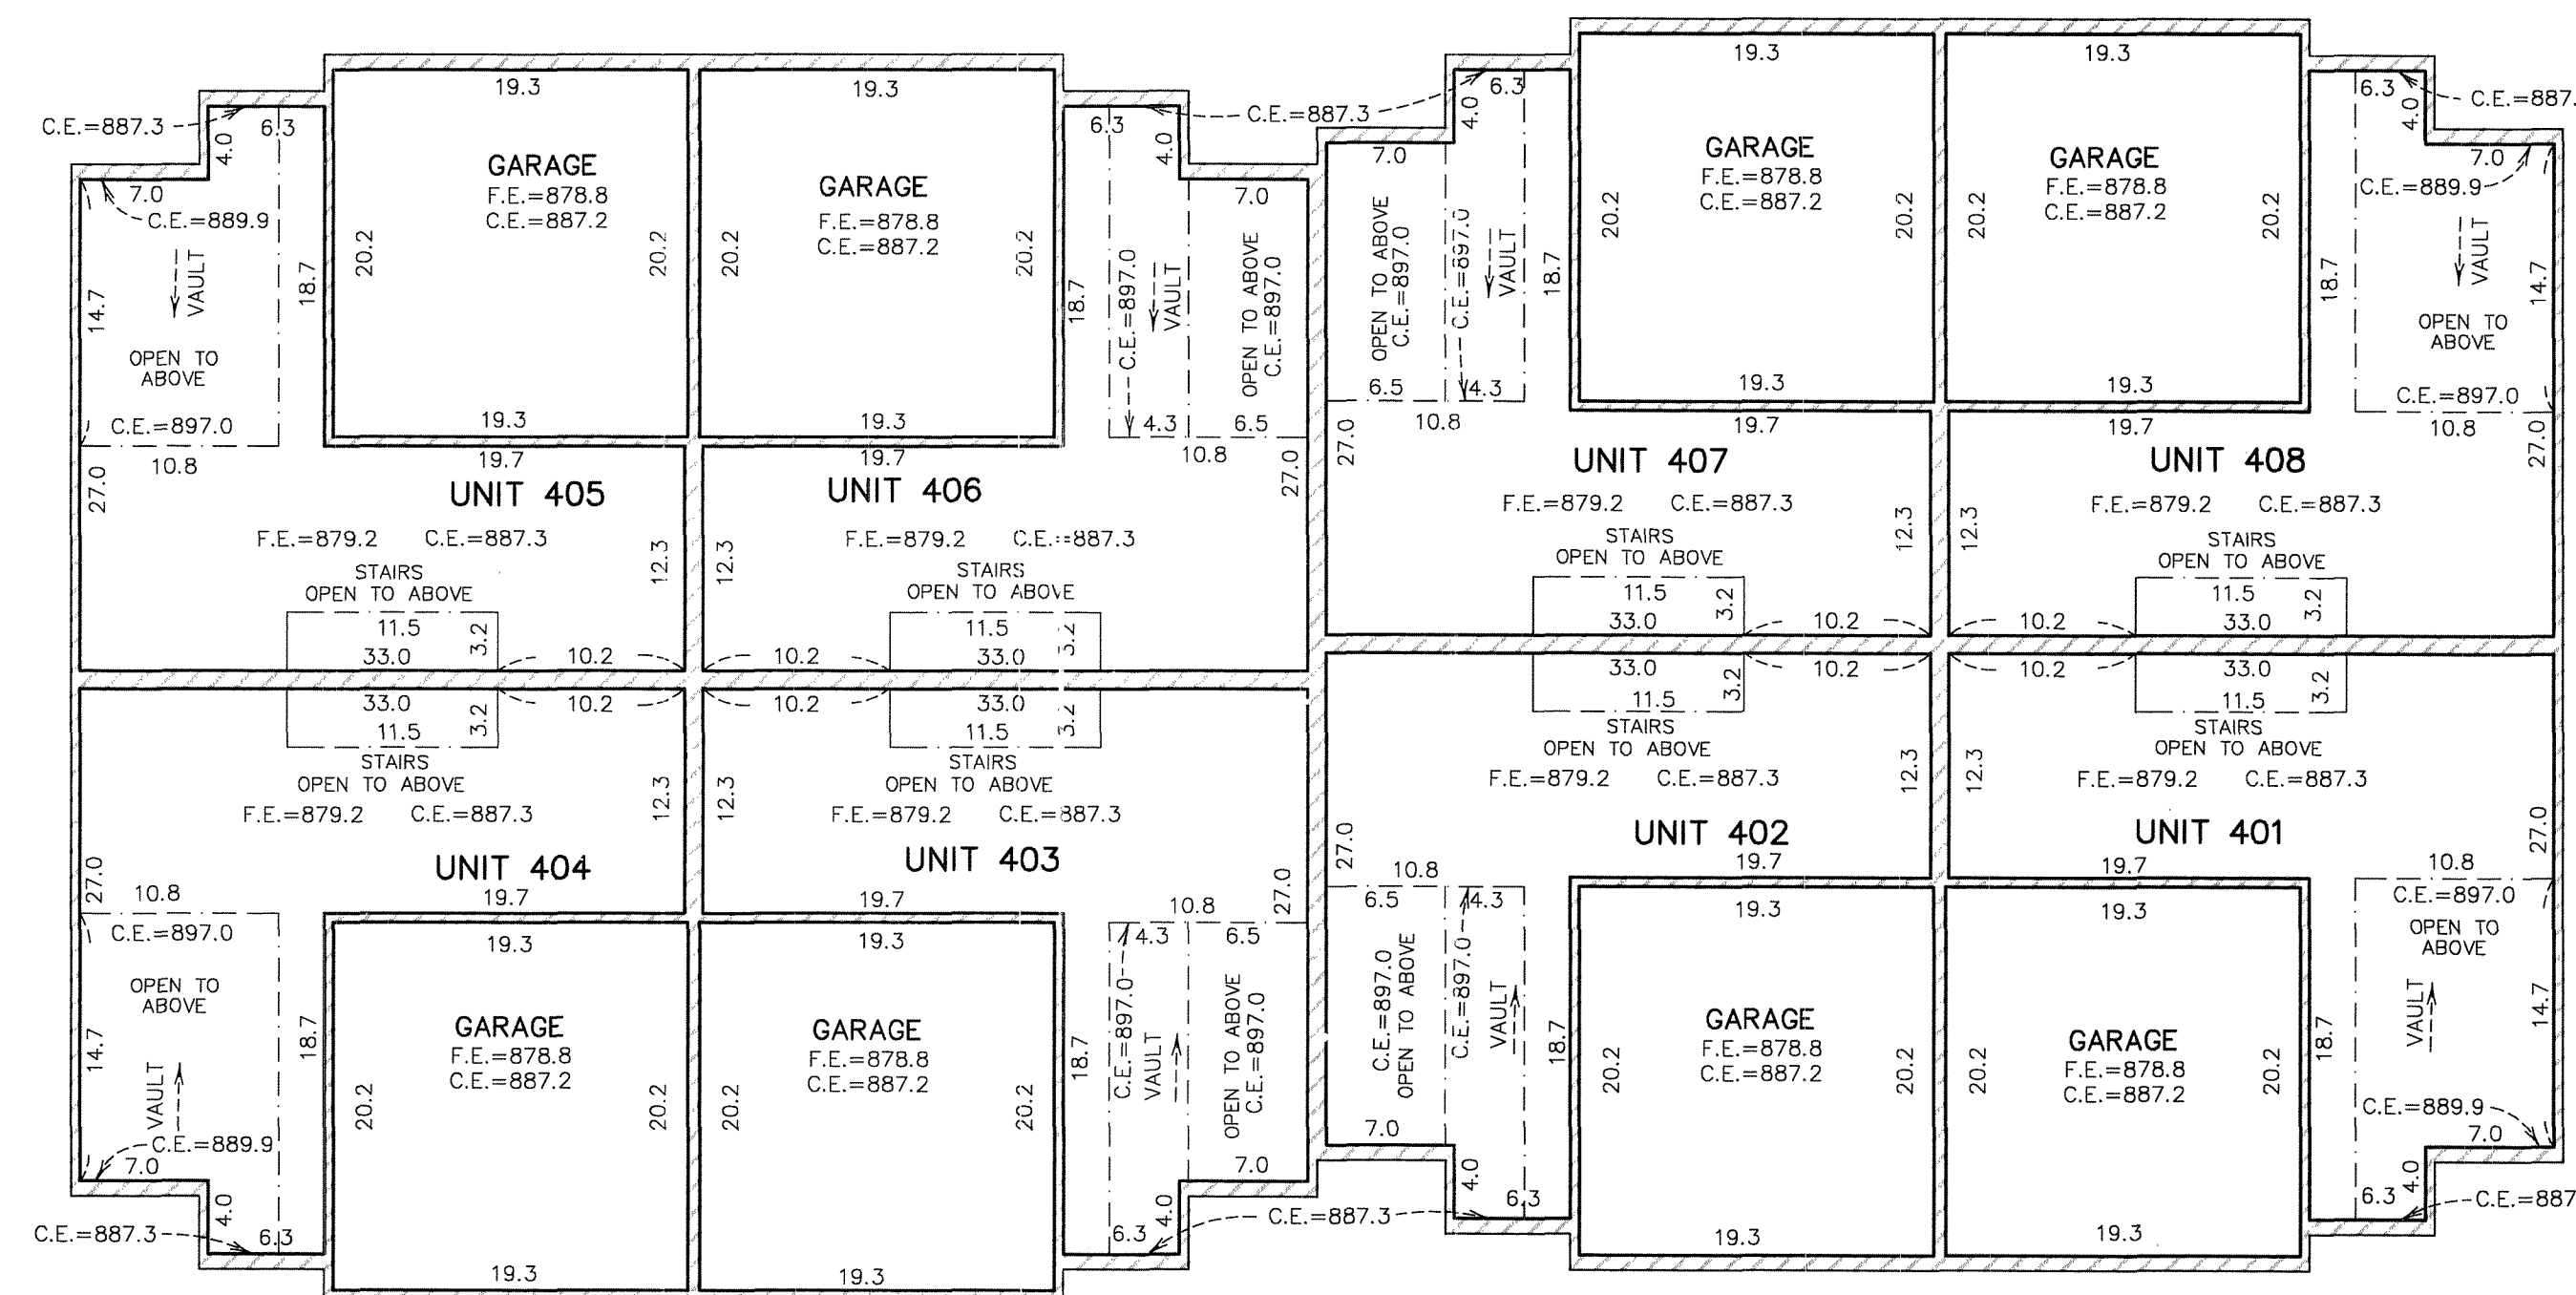 C.E.=887.3
6.3
4.0
7.0
C.E.=889.9
VAULT
14.7
OPEN TO
ABOVE
C.E.=897.0
10.8
27.0
18.7
19.3
GARAGE
F.E.=878.8
C.E.=887.2
20.2
20.2
19.3
19.7
UNIT 405
F.E.=879.2 C.E.=887.3
12.3
STAIRS
OPEN TO ABOVE
11.5
3.2
33.0
10.2
19.3
GARAGE
F.E.=878.8
C.E.=887.2
20.2
20.2
19.3
19.7
18.7
6.3
4.0
C.E.=887.3
7.0
C.E.=897.0
VAULT
OPEN TO ABOVE
C.E.=897.0
4.3
6.5
10.8
27.0
UNIT 406
F.E.=879.2 C.E.=887.3
12.3
STAIRS
OPEN TO ABOVE
11.5
3.2
33.0
10.2
6.3
4.0
7.0
OPEN TO ABOVE
C.E.=897.0
C.E.=897.0
VAULT
18.7
6.5
4.3
10.8
27.0
19.3
GARAGE
F.E.=878.8
C.E.=887.2
20.2
20.2
19.3
19.7
UNIT 407
F.E.=879.2 C.E.=887.3
12.3
STAIRS
OPEN TO ABOVE
11.5
3.2
33.0
10.2
19.3
GARAGE
F.E.=878.8
C.E.=887.2
20.2
20.2
19.3
19.7
18.7
6.3
4.0
C.E.=887.
7.0
C.E.=889.9
VAULT
14.7
OPEN TO
ABOVE
C.E.=897.0
10.8
27.0
UNIT 408
F.E.=879.2 C.E.=887.3
12.3
STAIRS
OPEN TO ABOVE
11.5
3.2
33.0
10.2
33.0
3.2
11.5
10.2
STAIRS
OPEN TO ABOVE
F.E.=879.2 C.E.=887.3
12.3
UNIT 404
27.0
10.8
19.7
C.E.=897.0
OPEN TO
ABOVE
14.7
VAULT
18.7
C.E.=889.9
7.0
4.0
C.E.=887.3
6.3
19.3
GARAGE
F.E.=878.8
C.E.=887.2
20.2
20.2
19.3
10.2
33.0
3.2
11.5
STAIRS
OPEN TO ABOVE
12.3
F.E.=879.2 C.E.=887.3
UNIT 403
27.0
19.7
10.8
19.3
GARAGE
F.E.=878.8
C.E.=887.2
20.2
20.2
19.3
18.7
4.3
6.5
C.E.=897.0
VAULT
OPEN TO ABOVE
C.E.=897.0
7.0
4.0
6.3
C.E.=887.3
33.0
3.2
11.5
10.2
STAIRS
OPEN TO ABOVE
F.E.=879.2 C.E.=887.3
12.3
UNIT 402
27.0
10.8
19.7
6.5
4.3
C.E.=897.0
OPEN TO ABOVE
C.E.=897.0
VAULT
18.7
7.0
4.0
6.3
19.3
GARAGE
F.E.=878.8
C.E.=887.2
20.2
20.2
19.3
10.2
33.0
3.2
11.5
STAIRS
OPEN TO ABOVE
12.3
F.E.=879.2 C.E.=887.3
UNIT 401
27.0
19.7
10.8
19.3
C.E.=897.0
OPEN TO
ABOVE
GARAGE
F.E.=878.8
C.E.=887.2
20.2
20.2
18.7
VAULT
14.7
C.E.=889.9
7.0
4.0
6.3
C.E.=887
19.3